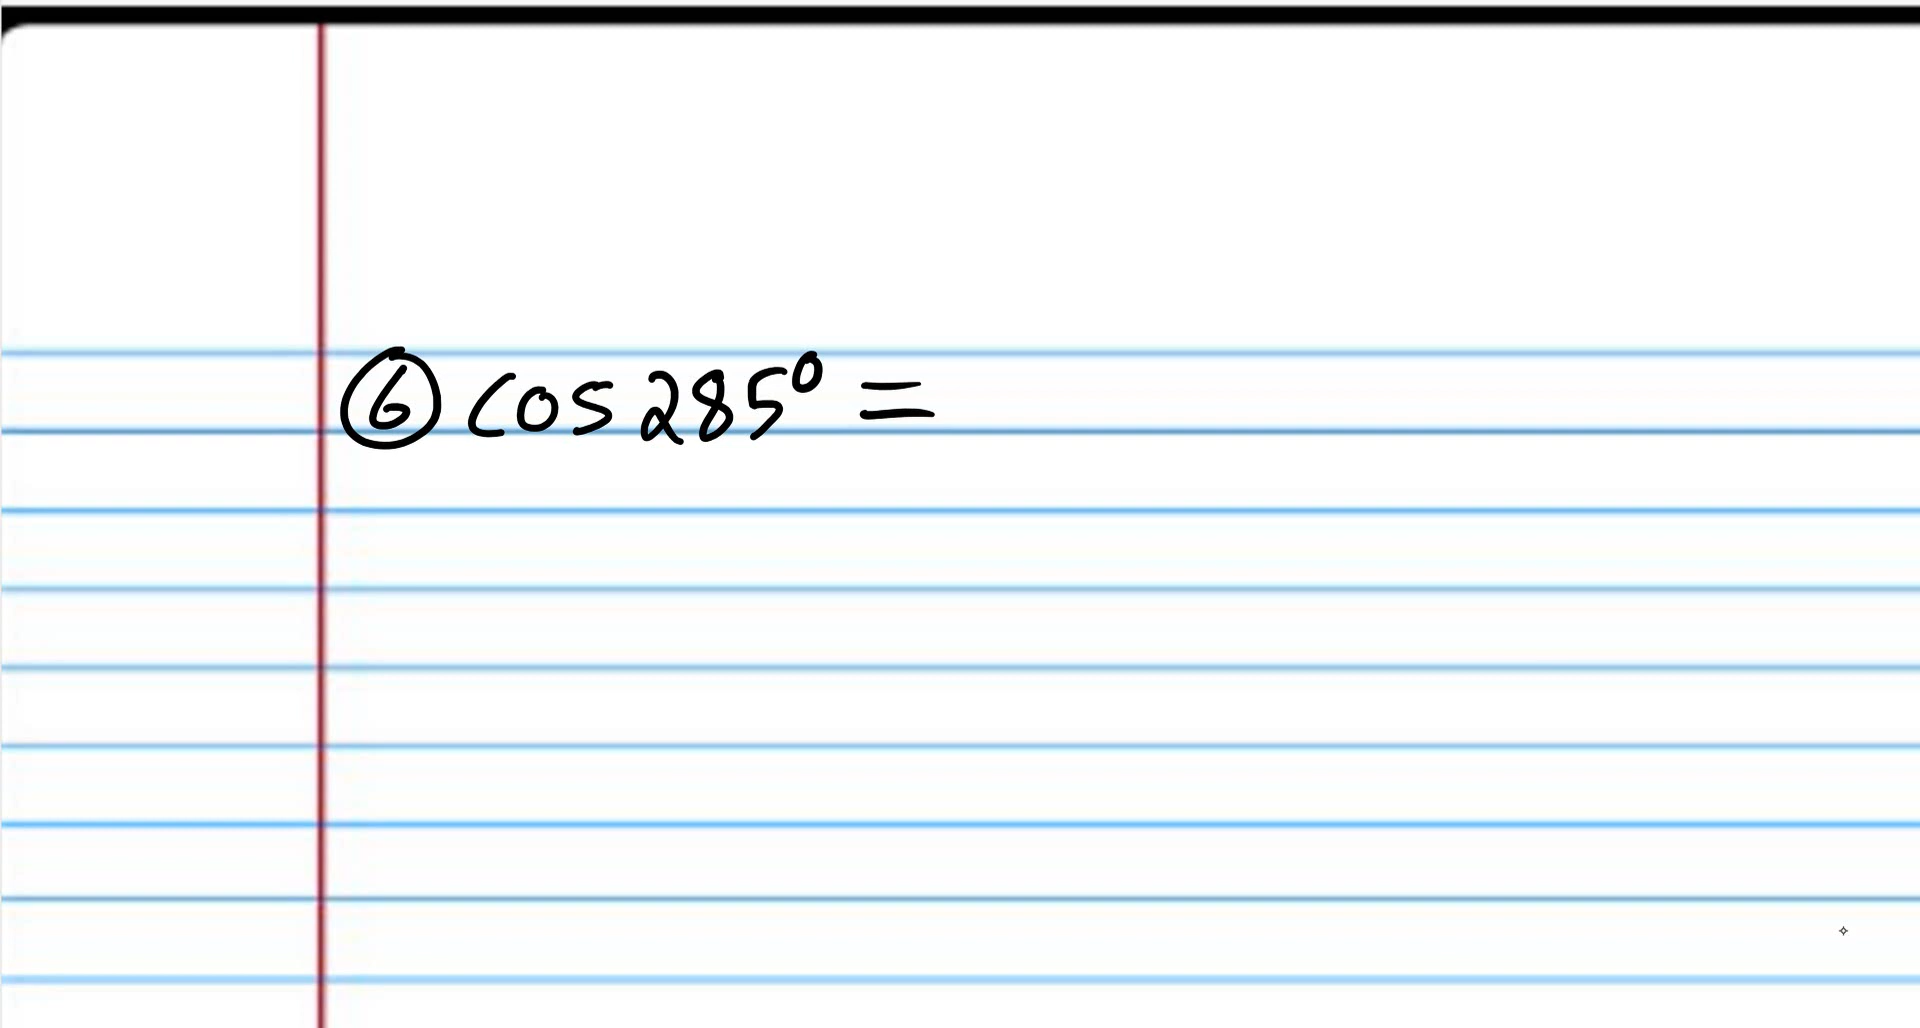 ⑥ cos 285° =